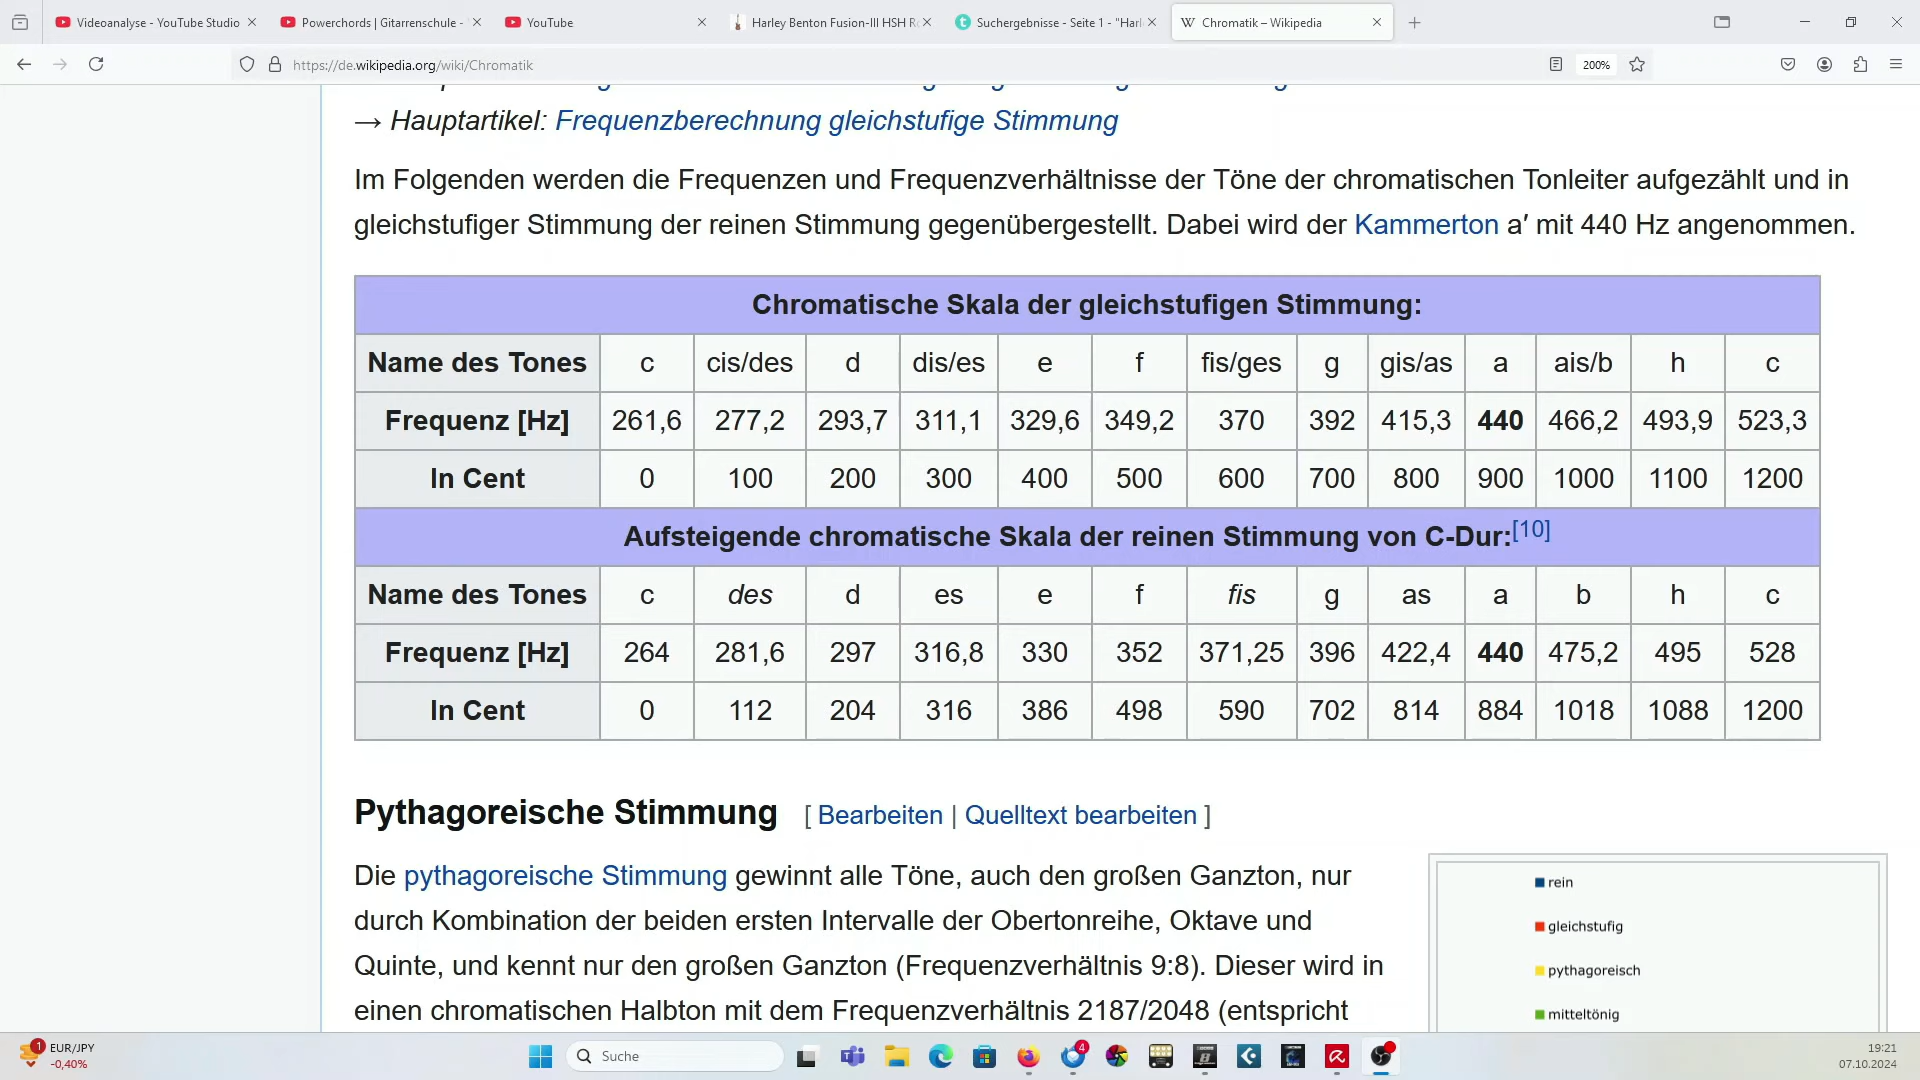 Videoanalyse - YouTube Studio
Powerchords | Gitarrenschule -
YouTube
Harley Benton Fusion-III HSH R
Suchergebnisse - Seite 1 - "Harl
Chromatik – Wikipedia
https://de.wikipedia.org/wiki/Chromatik
200%
→ Hauptartikel: Frequenzberechnung gleichstufige Stimmung
Im Folgenden werden die Frequenzen und Frequenzverhältnisse der Töne der chromatischen Tonleiter aufgezählt und in
gleichstufiger Stimmung der reinen Stimmung gegenübergestellt. Dabei wird der Kammerton a′ mit 440 Hz angenommen.
Chromatische Skala der gleichstufigen Stimmung:
Name des Tones c cis/des d dis/es e f fis/ges g gis/as a ais/b h c
Frequenz [Hz] 261,6 277,2 293,7 311,1 329,6 349,2 370 392 415,3 440 466,2 493,9 523,3
In Cent 0 100 200 300 400 500 600 700 800 900 1000 1100 1200
Aufsteigende chromatische Skala der reinen Stimmung von C-Dur:[10]
Name des Tones c des d es e f fis g as a b h c
Frequenz [Hz] 264 281,6 297 316,8 330 352 371,25 396 422,4 440 475,2 495 528
In Cent 0 112 204 316 386 498 590 702 814 884 1018 1088 1200
Pythagoreische Stimmung [ Bearbeiten | Quelltext bearbeiten ]
Die pythagoreische Stimmung gewinnt alle Töne, auch den großen Ganzton, nur
durch Kombination der beiden ersten Intervalle der Obertonreihe, Oktave und
Quinte, und kennt nur den großen Ganzton (Frequenzverhältnis 9:8). Dieser wird in
einen chromatischen Halbton mit dem Frequenzverhältnis 2187/2048 (entspricht
rein
gleichstufig
pythagoreisch
mitteltönig
1
EUR/JPY
-0,40%
Suche
4
19:21
07.10.2024